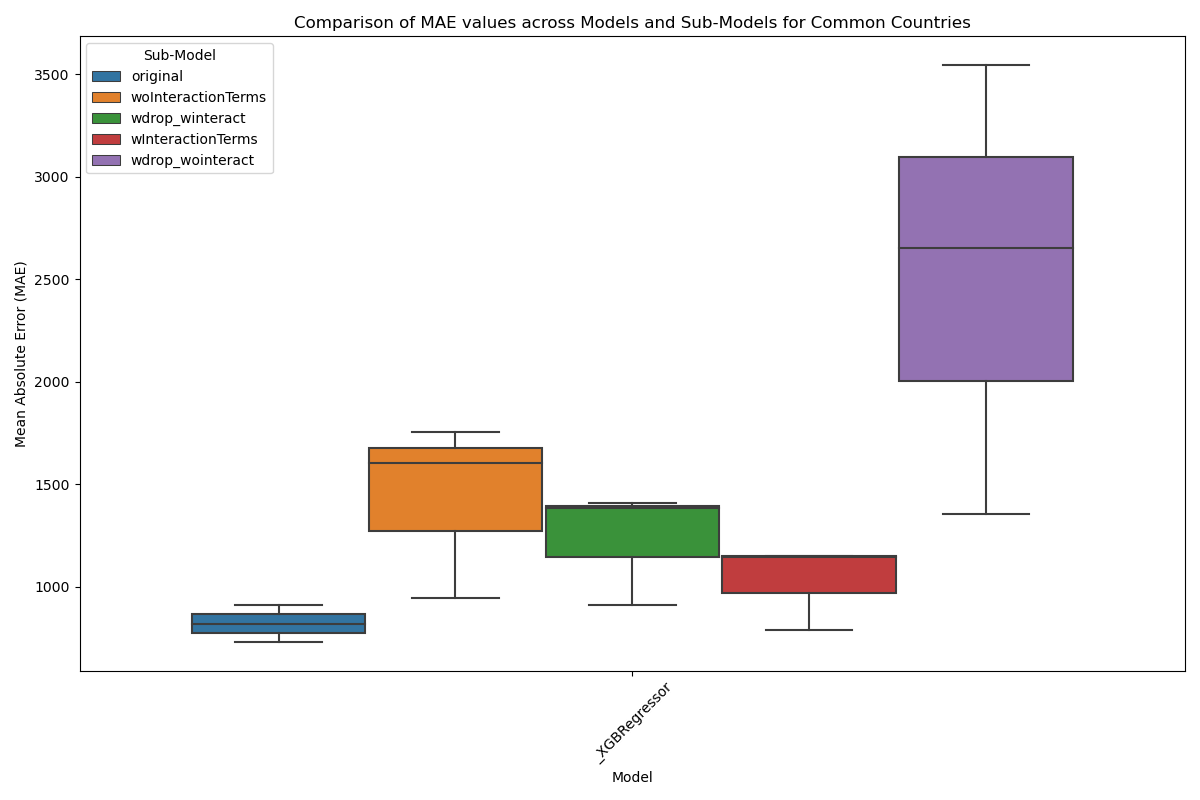 Comparison of MAE values across Models and Sub-Models for Common Countries
Sub-Model
original
woInteractionTerms
wdrop_winteract
wInteractionTerms
wdrop_wointeract
3500
3000
2500
2000
1500
1000
Mean Absolute Error (MAE)
_XGBRegressor
Model